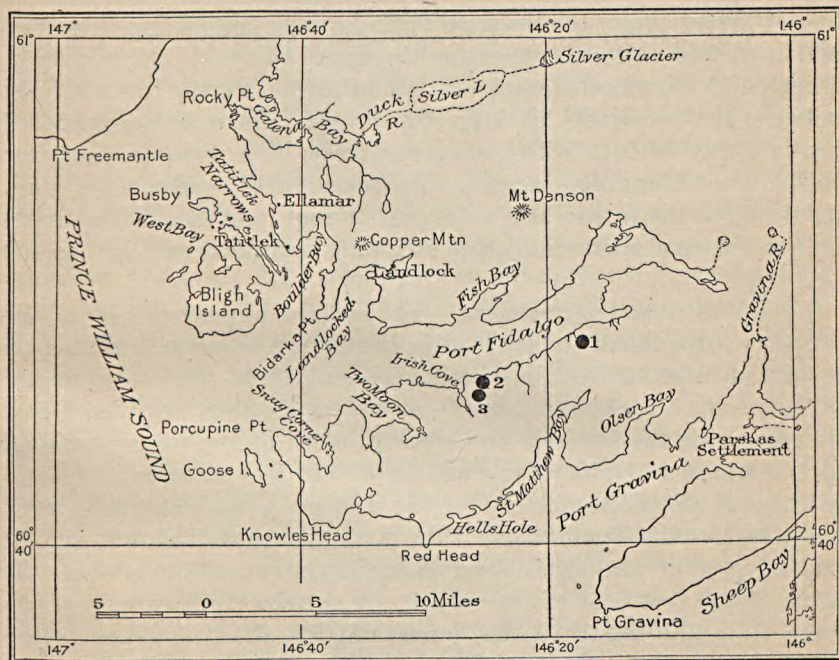 147°
146°40'
146°20'
146°
61°
61°
Silver Glacier
Rocky Pt
Galena
Bay
Duck
R
Silver L
Pt Freemantle
Tatitlek
Narrows
Busby I
Ellamar
Mt Denson
West Bay
Tatitlek
Copper Mtn
Landlock
Boulder Bay
Fish Bay
Gravina R.
PRINCE WILLIAM SOUND
Bligh
Island
Bidarka Pt
Landlocked
Bay
Port Fidalgo
1
Irish Cove
2
3
Two Moon
Bay
Snug Corner
Cove
Olsen Bay
Porcupine Pt
Parskas
Settlement
Goose I
St. Matthew Bay
Port Gravina
Knowles Head
Hells Hole
Red Head
60°
40'
60°
40'
Sheep Bay
Pt Gravina
5 0 5 10 Miles
147°
146°40'
146°20'
146°